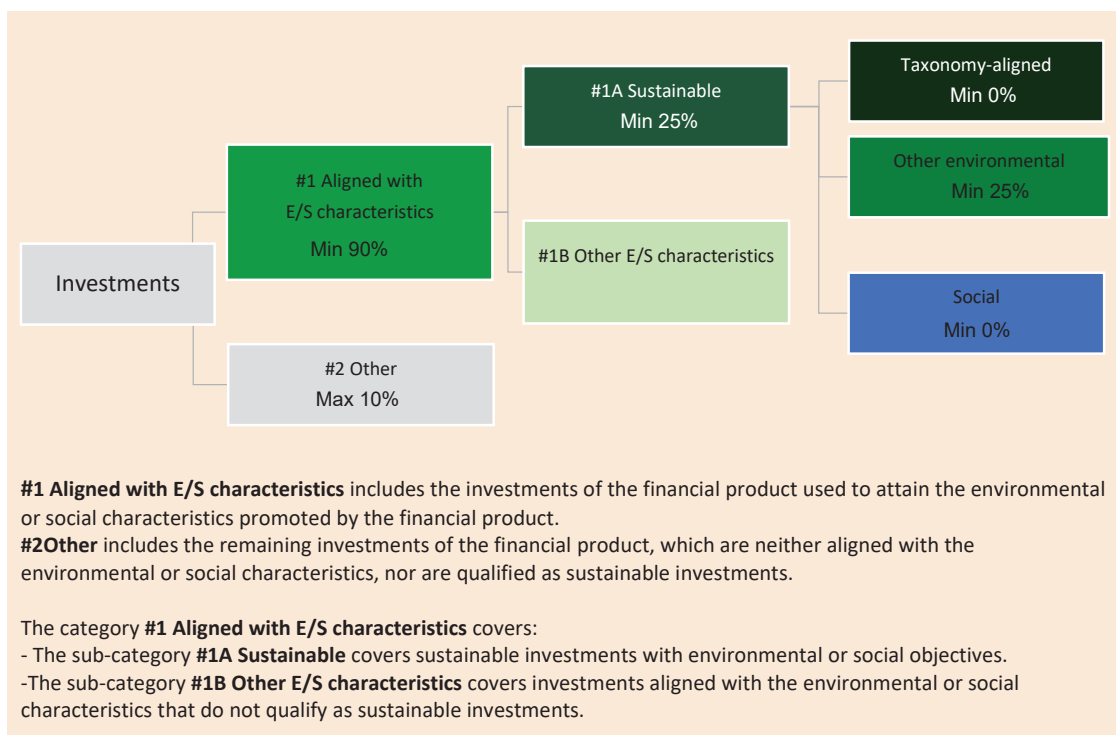 Taxonomy-aligned
Min 0%
#1A Sustainable
Min 25%
Other environmental
Min 25%
#1 Aligned with
E/S characteristics
Min 90%
#1B Other E/S characteristics
Investments
Social
Min 0%
#2 Other
Max 10%
#1 Aligned with E/S characteristics includes the investments of the financial product used to attain the environmental
or social characteristics promoted by the financial product.
#2Other includes the remaining investments of the financial product, which are neither aligned with the
environmental or social characteristics, nor are qualified as sustainable investments.
The category #1 Aligned with E/S characteristics covers:
- The sub-category #1A Sustainable covers sustainable investments with environmental or social objectives.
-The sub-category #1B Other E/S characteristics covers investments aligned with the environmental or social
characteristics that do not qualify as sustainable investments.